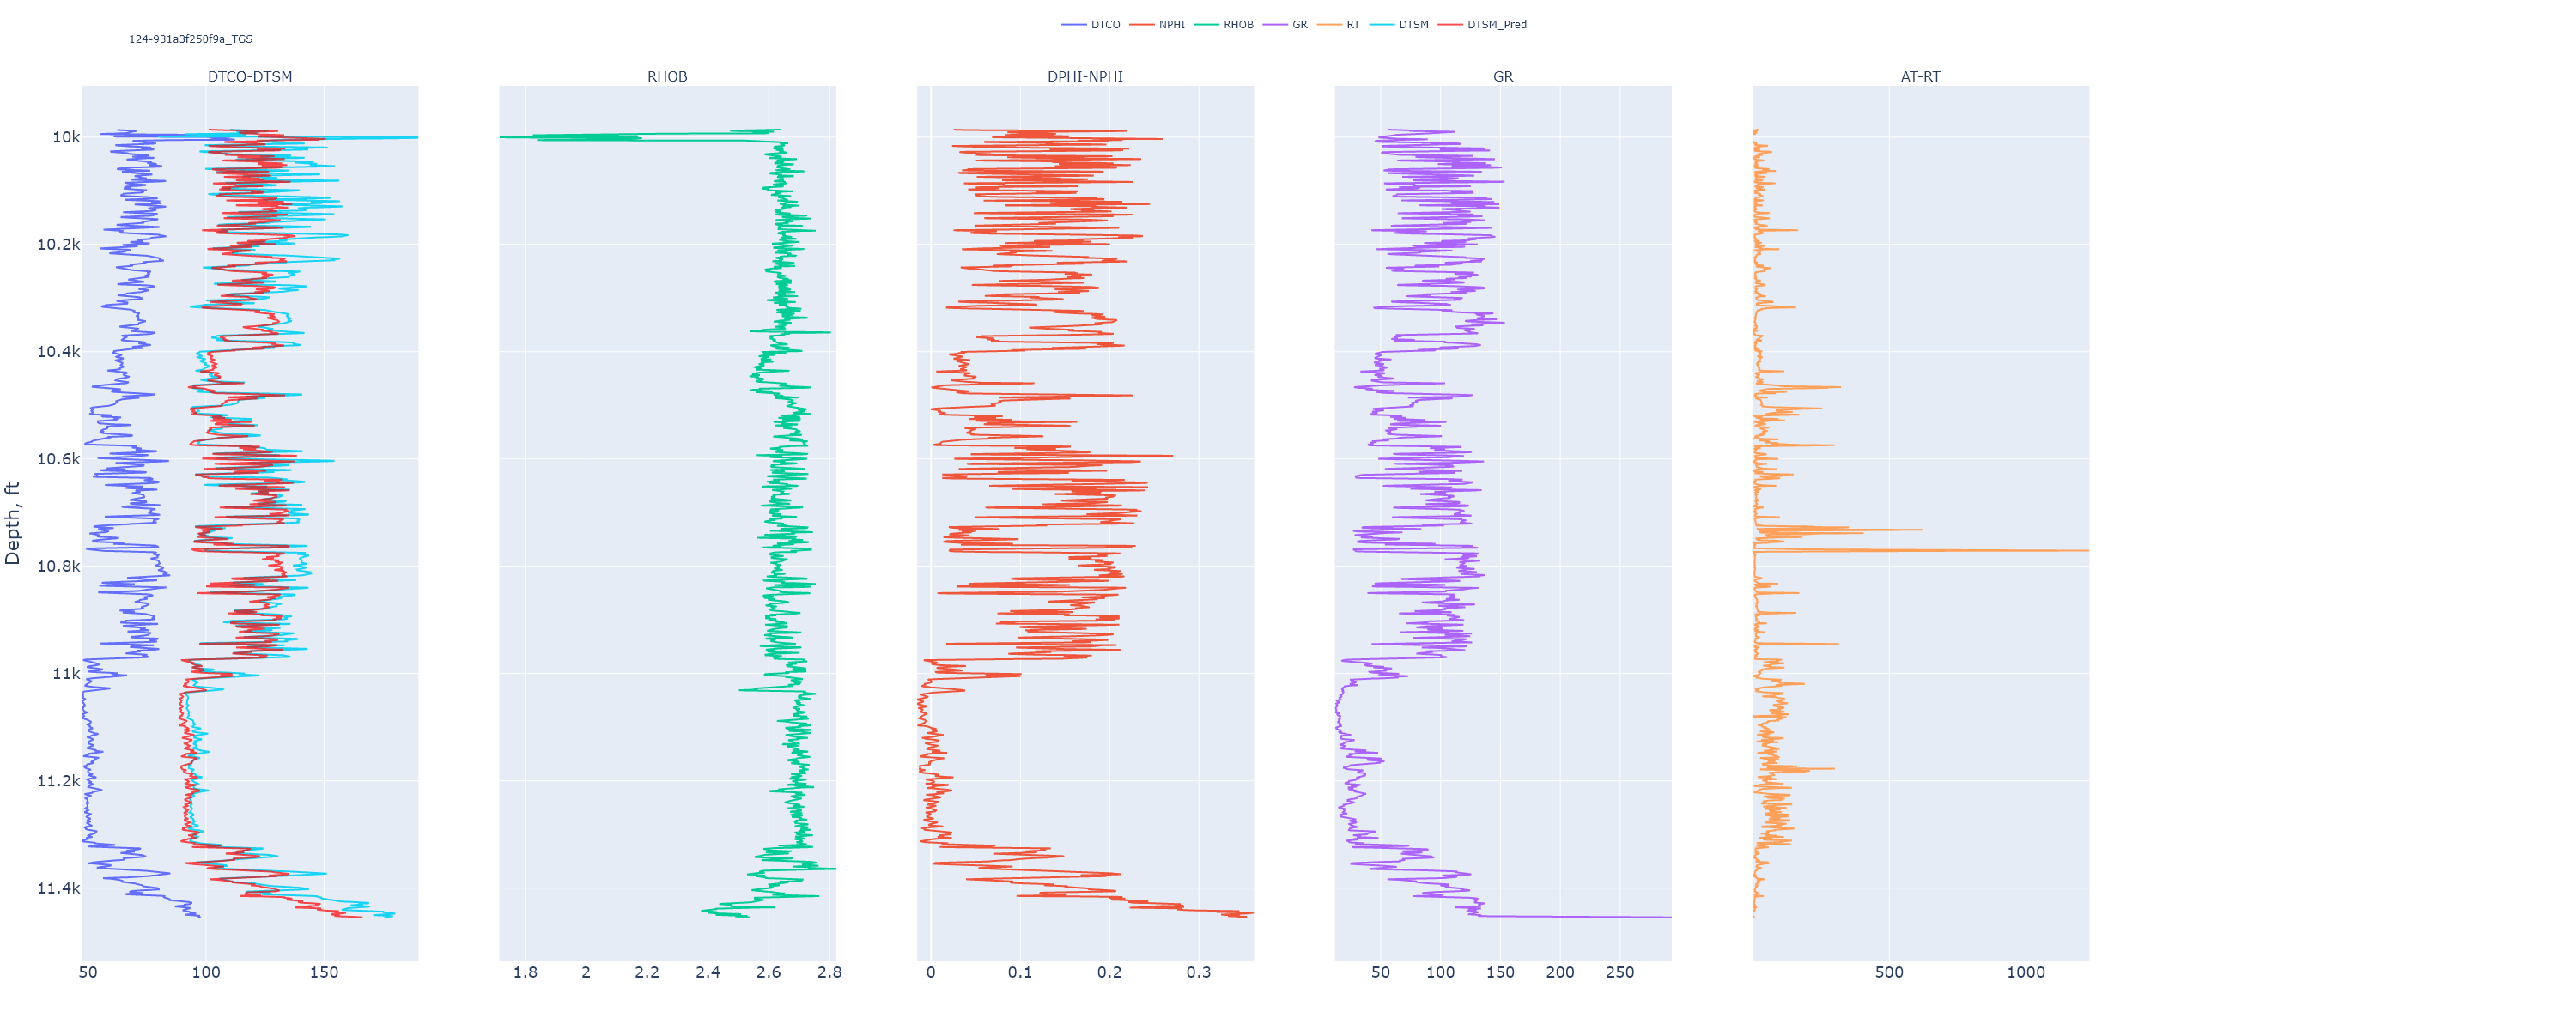 DTCO NPHI RHOB GR RT DTSM DTSM_Pred
124-931a3f250f9a_TGS
DTCO-DTSM RHOB DPHI-NPHI GR AT-RT
Depth, ft
10k
10.2k
10.4k
10.6k
10.8k
11k
11.2k
11.4k
50 100 150 1.8 2 2.2 2.4 2.6 2.8 0 0.1 0.2 0.3 50 100 150 200 250 500 1000